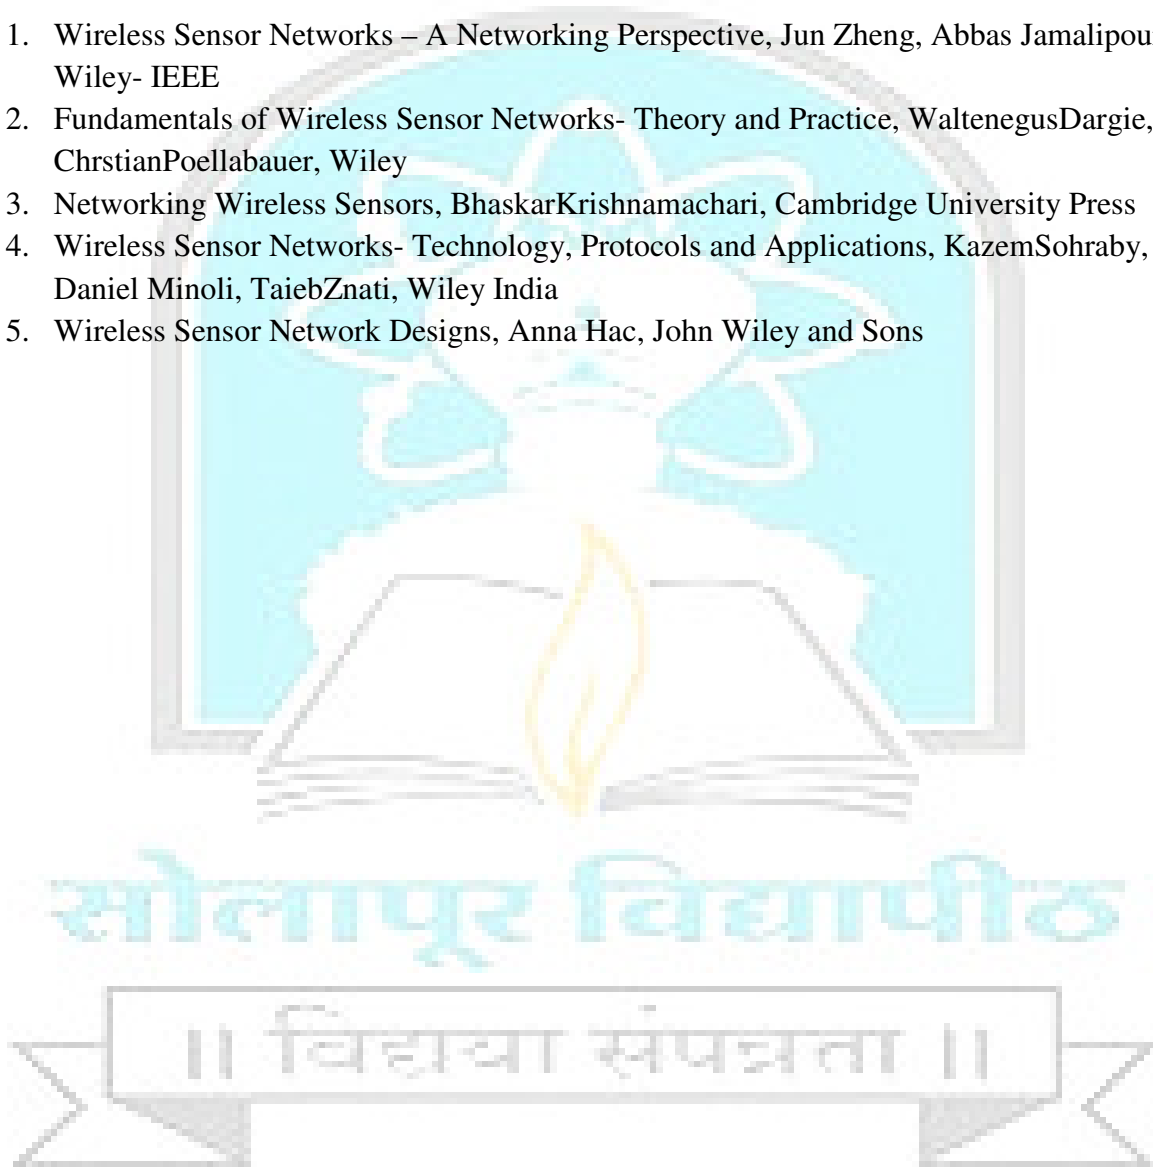 1. Wireless Sensor Networks – A Networking Perspective, Jun Zheng, Abbas Jamalipou
Wiley- IEEE
2. Fundamentals of Wireless Sensor Networks- Theory and Practice, WaltenegusDargie,
ChrstianPoellabauer, Wiley
3. Networking Wireless Sensors, BhaskarKrishnamachari, Cambridge University Press
4. Wireless Sensor Networks- Technology, Protocols and Applications, KazemSohraby,
Daniel Minoli, TaiebZnati, Wiley India
5. Wireless Sensor Network Designs, Anna Hac, John Wiley and Sons
सोलापूर विद्यापीठ
|| विद्यया संपन्नता ||